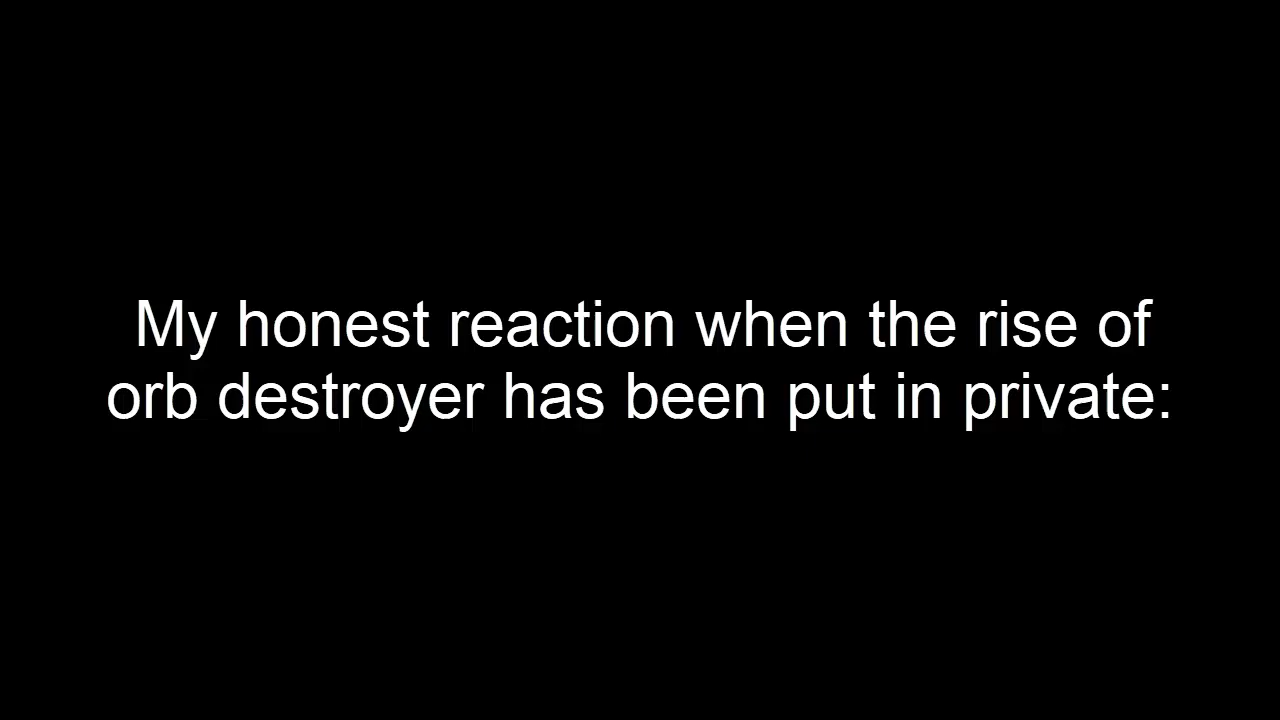 My honest reaction when the rise of
orb destroyer has been put in private: